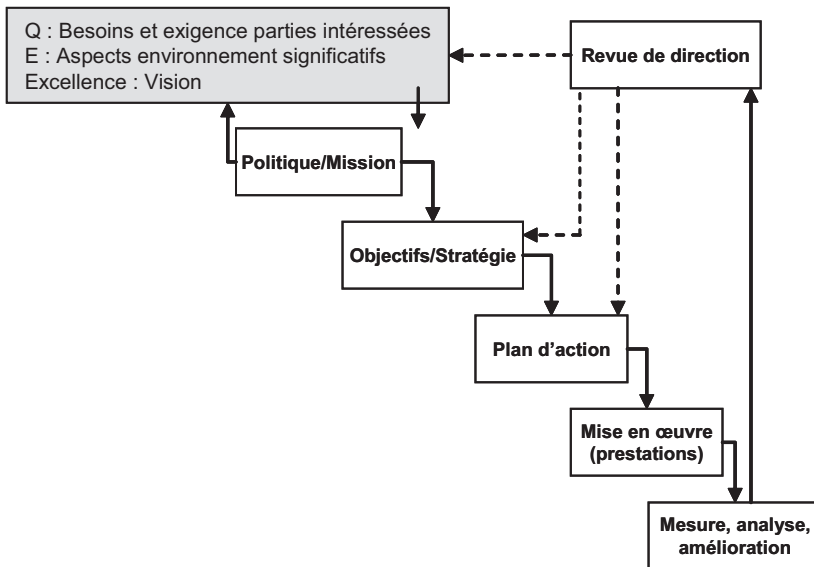 Q : Besoins et exigence parties intéressées
E : Aspects environnement significatifs
Excellence : Vision
Revue de direction
Politique/Mission
Objectifs/Stratégie
Plan d’action
Mise en œuvre
(prestations)
Mesure, analyse,
amélioration